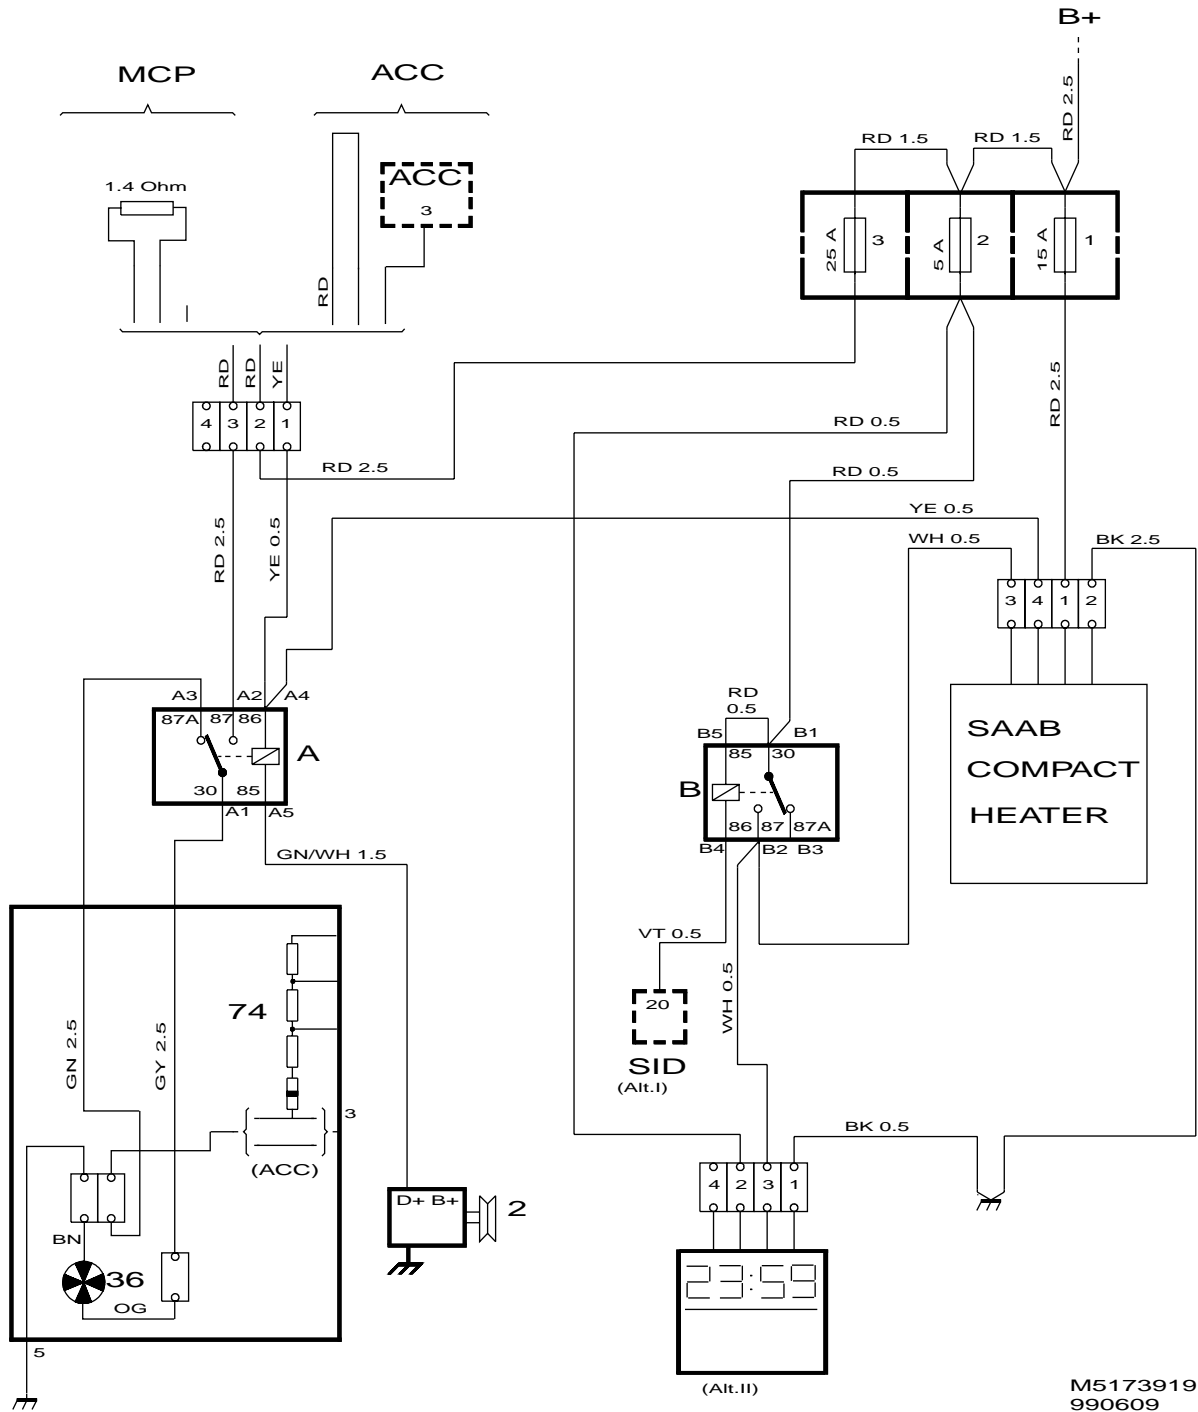 B+
MCP
ACC
RD 2.5
RD 1.5
RD 1.5
1.4 Ohm
ACC
3
RD
25 A
3
5 A
2
15 A
1
RD
RD
YE
4
3
2
1
RD 2.5
RD 0.5
RD 2.5
RD 0.5
RD 2.5
YE 0.5
YE 0.5
WH 0.5
BK 2.5
3
4
1
2
A3
A2
A4
87A
87
86
A
30
85
A1
A5
RD
0.5
B5
B1
85
30
B
86
87
87A
B4
B2
B3
SAAB
COMPACT
HEATER
GN/WH 1.5
VT 0.5
WH 0.5
20
SID
(Alt.I)
74
GN 2.5
GY 2.5
3
(ACC)
BK 0.5
4
2
3
1
D+ B+
2
BN
36
OG
23:59
5
(Alt.II)
M5173919
990609